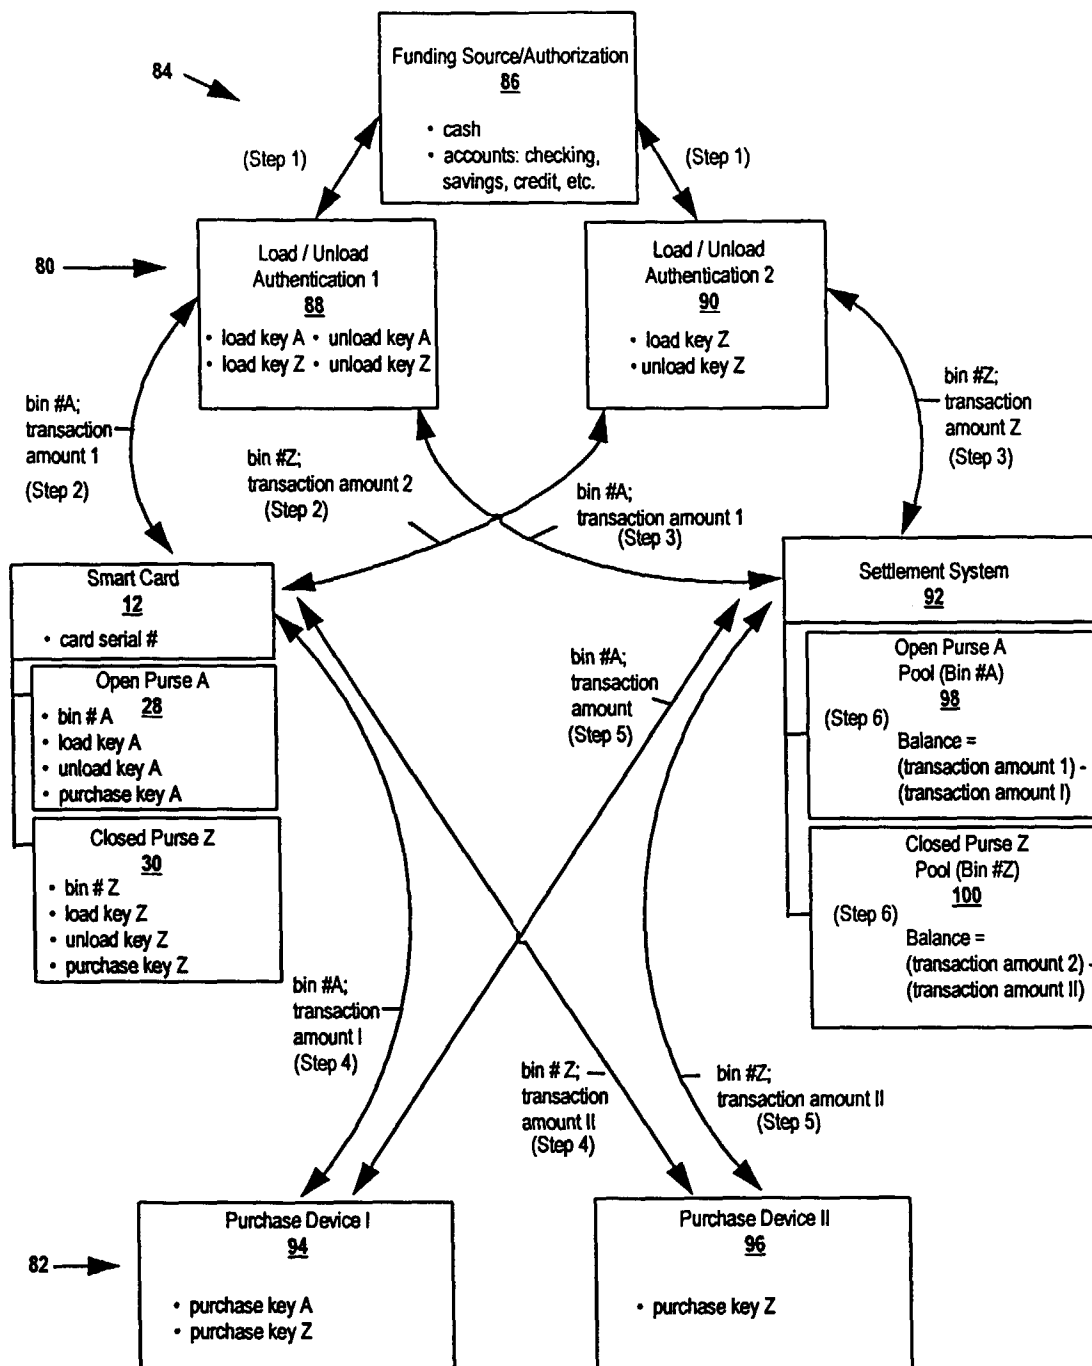 Funding Source/Authorization
86
• cash
• accounts: checking,
savings, credit, etc.
84
(Step 1)
(Step 1)
80
Load / Unload
Authentication 1
88
• load key A • unload key A
• load key Z • unload key Z
Load / Unload
Authentication 2
90
• load key Z
• unload key Z
bin #A;
transaction
amount 1
(Step 2)
bin #Z;
transaction amount 2
(Step 2)
bin #A;
transaction amount 1
(Step 3)
bin #Z;
transaction
amount Z
(Step 3)
Smart Card
12
• card serial #
Open Purse A
28
• bin # A
• load key A
• unload key A
• purchase key A
Closed Purse Z
30
• bin # Z
• load key Z
• unload key Z
• purchase key Z
Settlement System
92
Open Purse A
Pool (Bin #A)
98
(Step 6)
Balance =
(transaction amount 1) -
(transaction amount I)
Closed Purse Z
Pool (Bin #Z)
100
(Step 6)
Balance =
(transaction amount 2) -
(transaction amount II)
bin #A;
transaction
amount
(Step 5)
bin #A;
transaction
amount I
(Step 4)
bin # Z;
transaction
amount II
(Step 4)
bin #Z;
transaction amount II
(Step 5)
82
Purchase Device I
94
• purchase key A
• purchase key Z
Purchase Device II
96
• purchase key Z